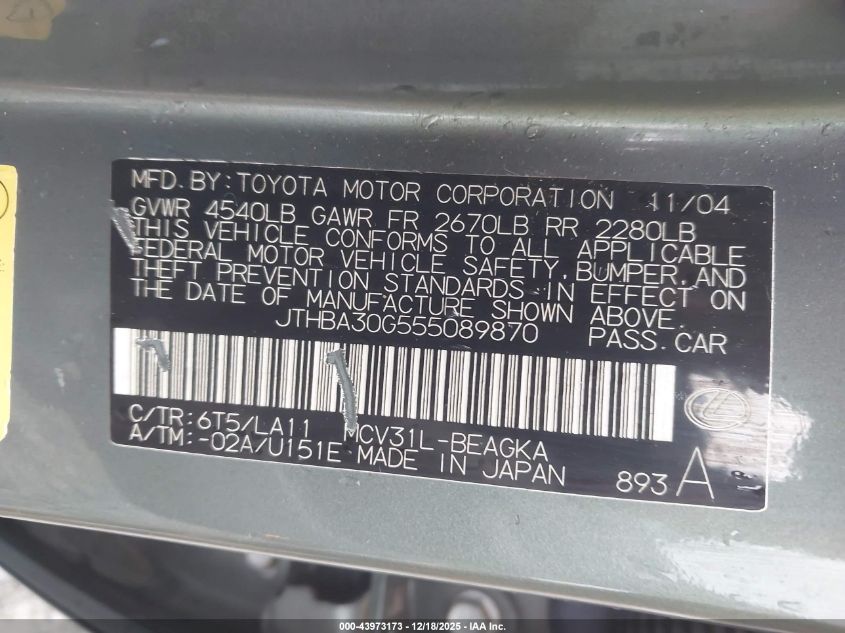 MFD. BY: TOYOTA MOTOR CORPORATION 11/04
GVWR 4540LB GAWR FR 2670LB RR 2280LB
THIS VEHICLE CONFORMS TO ALL APPLICABLE
FEDERAL MOTOR VEHICLE SAFETY, BUMPER, AND
THEFT PREVENTION STANDARDS IN EFFECT ON
THE DATE OF MANUFACTURE SHOWN ABOVE.
JTHBA30G555089870 PASS. CAR
C/TR: 6T5/LA11 MCV31L-BEAGKA
A/TM: -02A/U151E MADE IN JAPAN
893 A
000-43973173 - 12/18/2025 - IAAI.COM